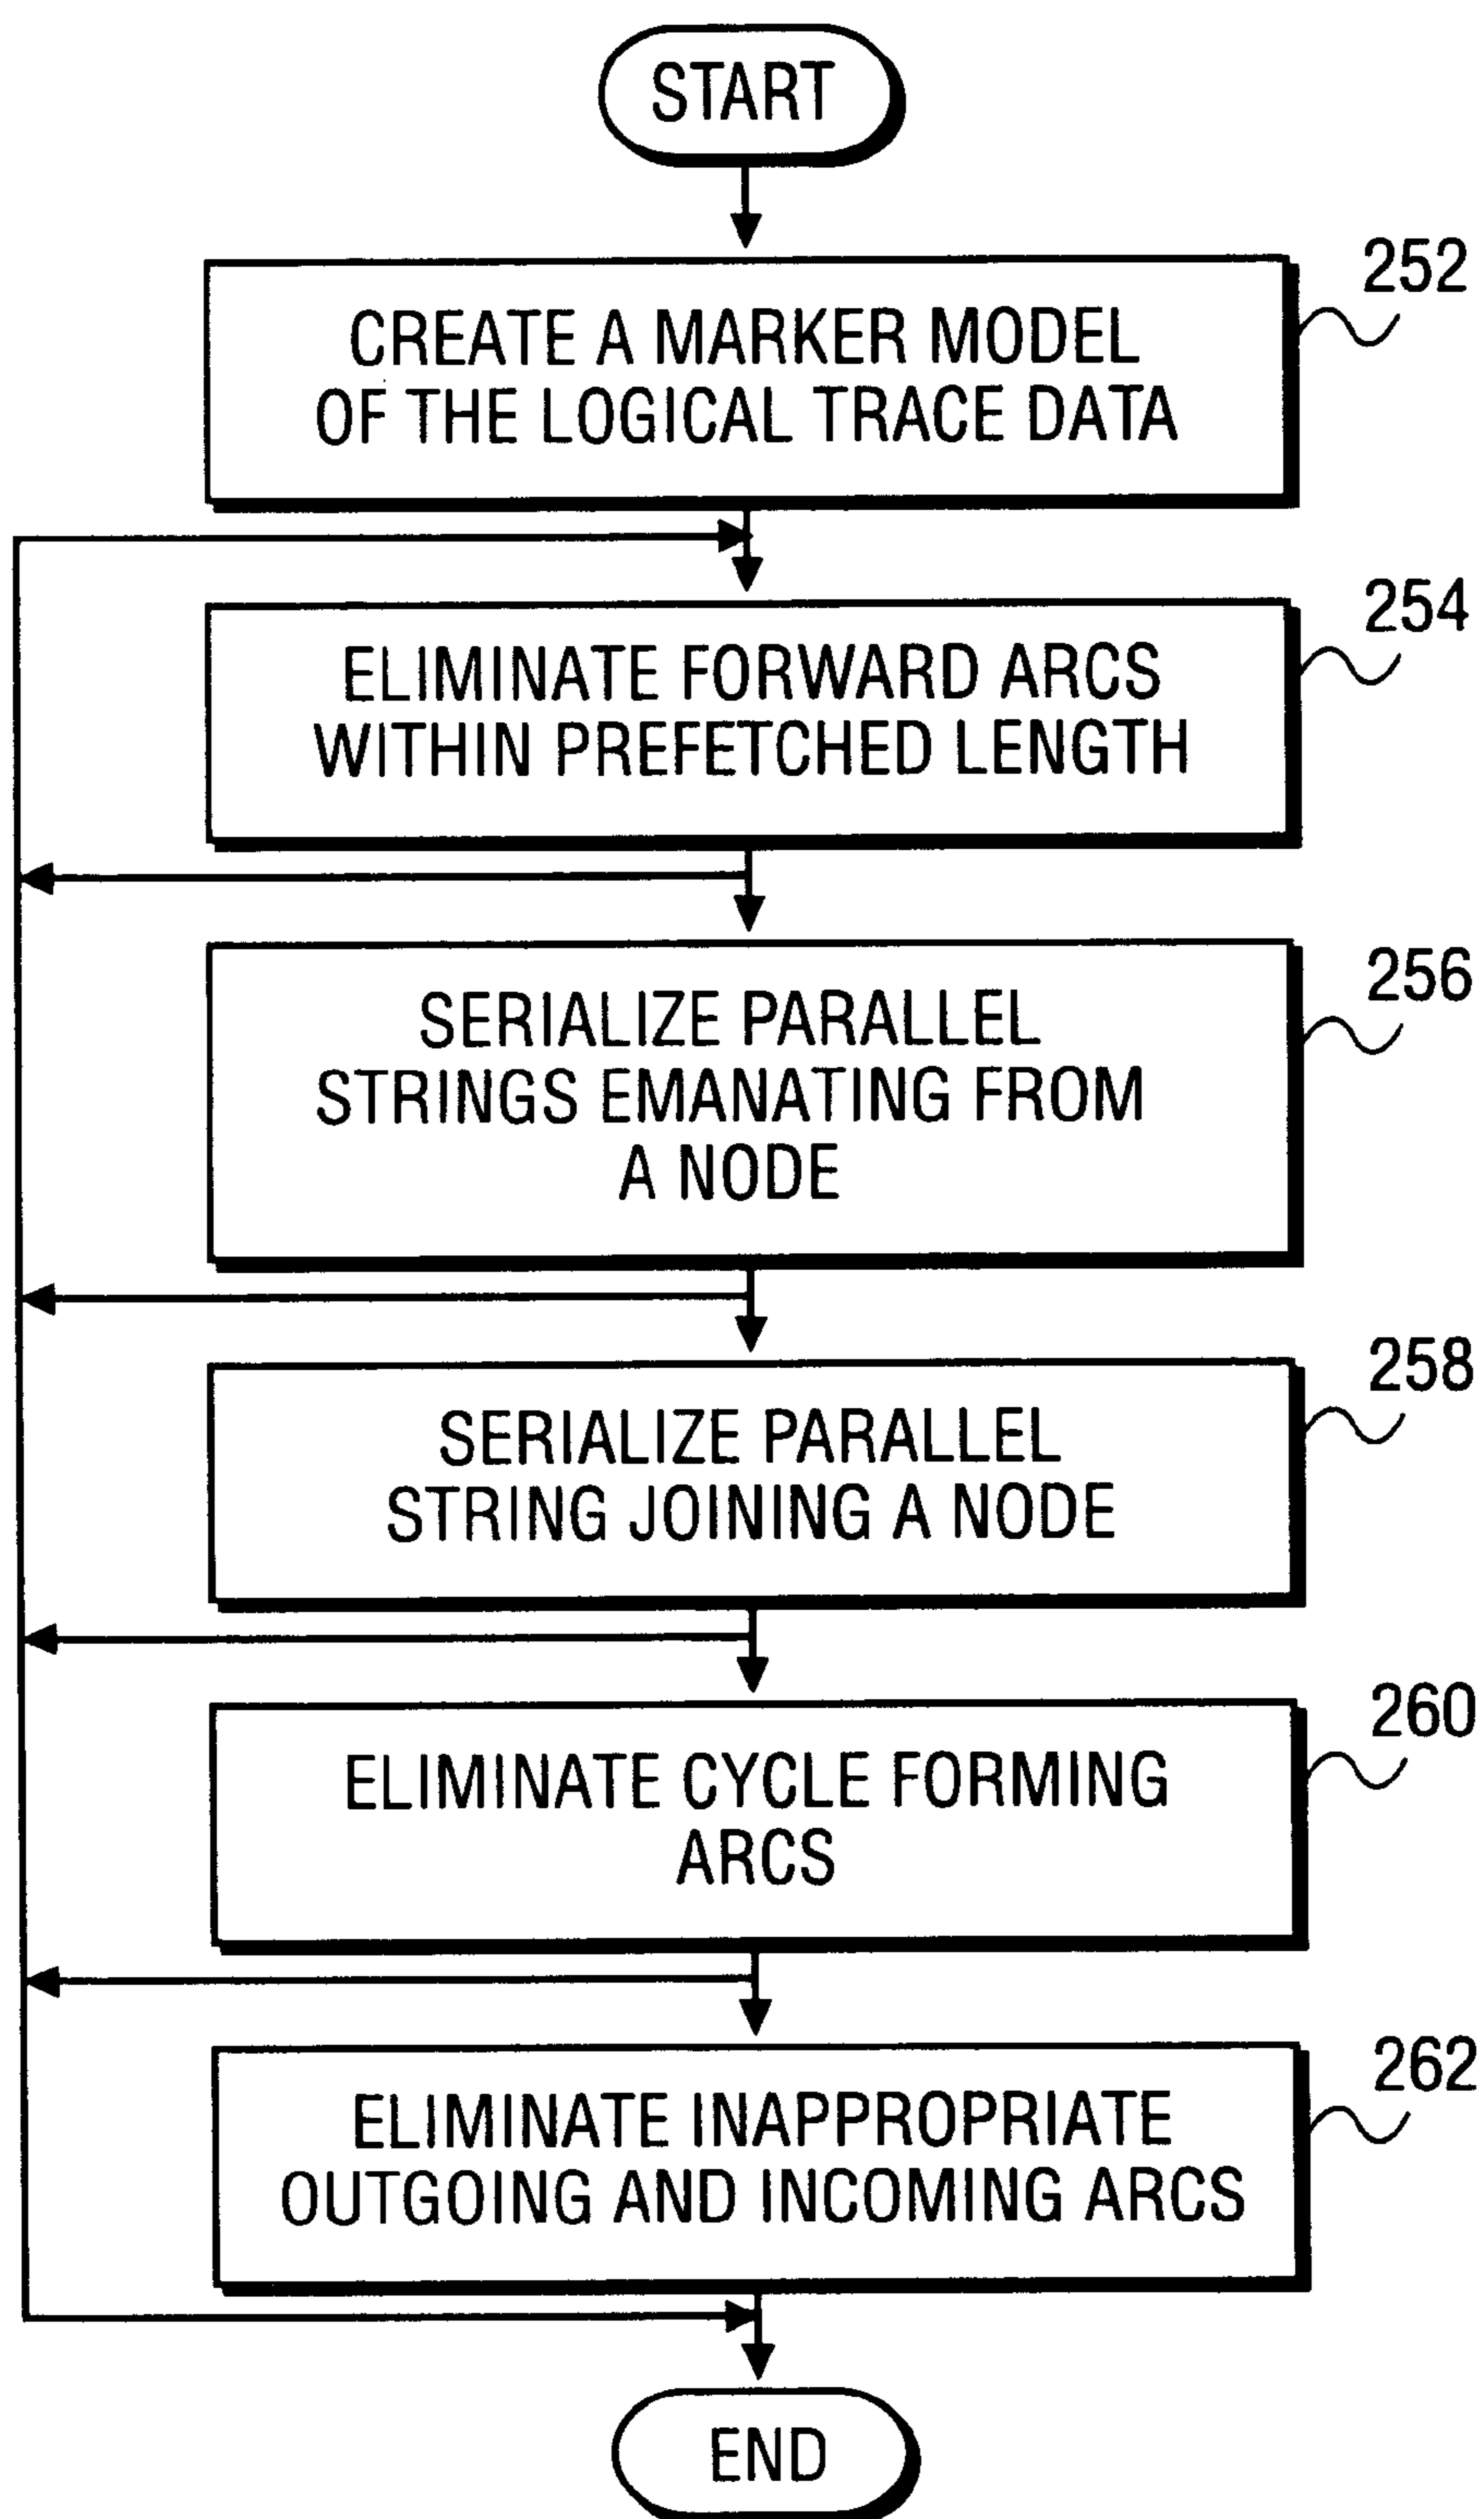 START
252
CREATE A MARKER MODEL
OF THE LOGICAL TRACE DATA
254
ELIMINATE FORWARD ARCS
WITHIN PREFETCHED LENGTH
256
SERIALIZE PARALLEL
STRINGS EMANATING FROM
A NODE
258
SERIALIZE PARALLEL
STRING JOINING A NODE
260
ELIMINATE CYCLE FORMING
ARCS
262
ELIMINATE INAPPROPRIATE
OUTGOING AND INCOMING ARCS
END